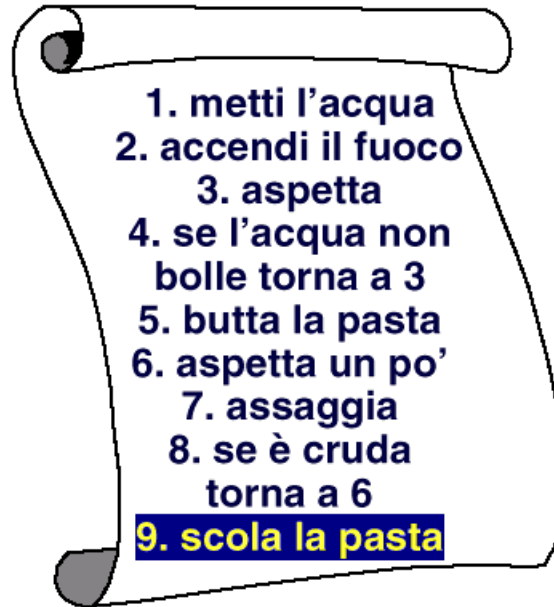 1. metti l'acqua
2. accendi il fuoco
3. aspetta
4. se l'acqua non
bolle torna a 3
5. butta la pasta
6. aspetta un po'
7. assaggia
8. se è cruda
torna a 6
9. scola la pasta